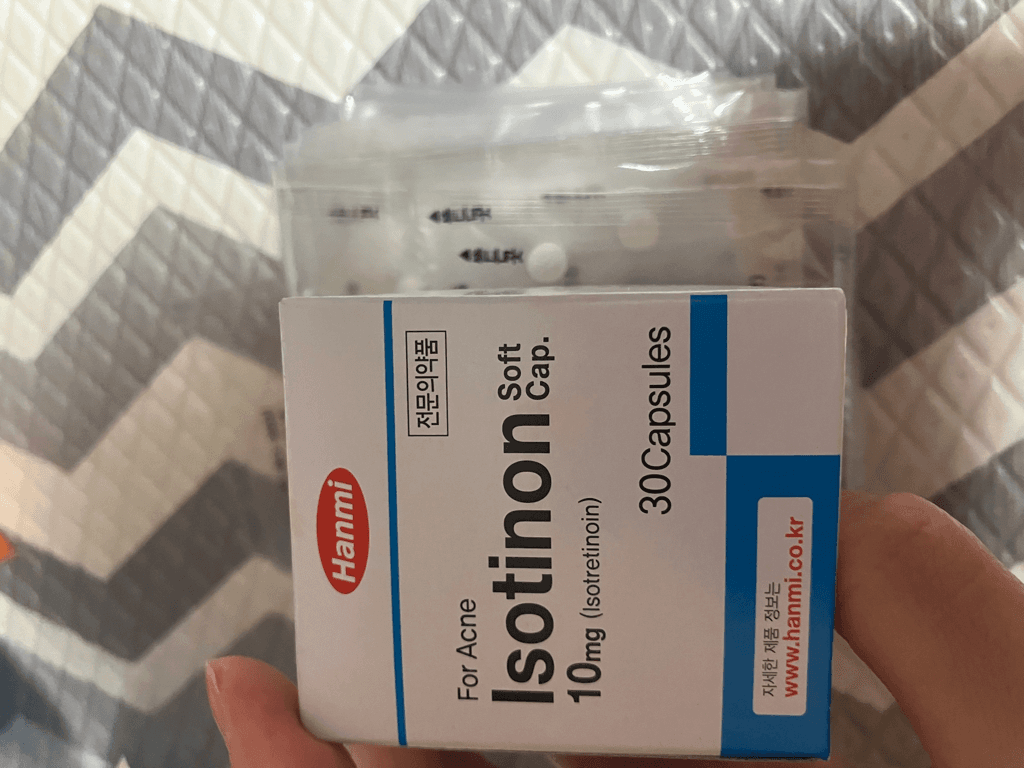 Hanmi
전문의약품
For Acne
Isotinon Soft Cap.
10mg (Isotretinoin)
30Capsules
자세한 제품 정보는
www.hanmi.co.kr